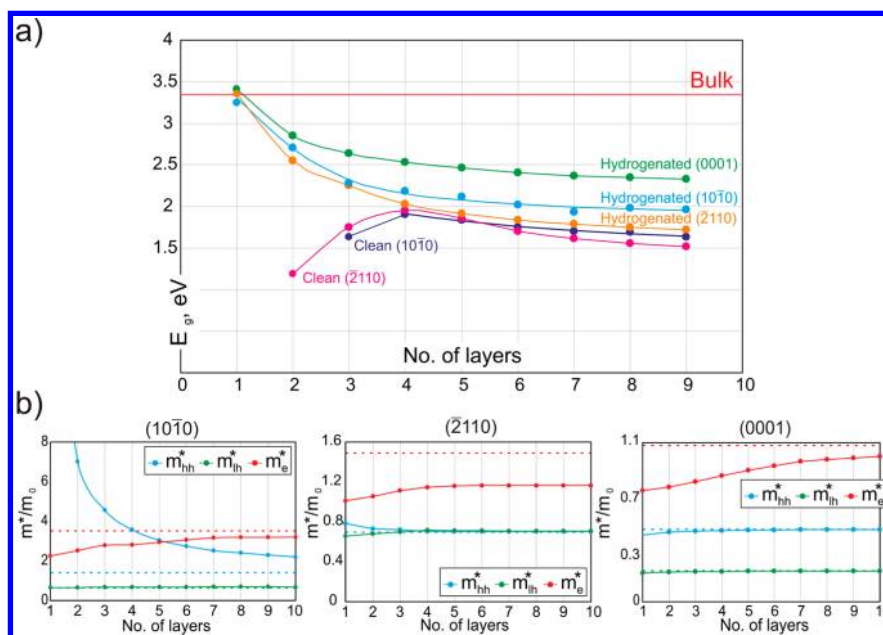 a)
4
3.5
3
2.5
2
1.5
0
E g, eV
Bulk
Hydrogenated (0001)
Hydrogenated (101̅0)
Hydrogenated (2̅110)
Clean (101̅0)
Clean (2̅110)
No. of layers
0 1 2 3 4 5 6 7 8 9 10
b)
(101̅0)
8
6
4
2
0
m*/m₀
m*hh m*lh m*e
1 2 3 4 5 6 7 8 9 10
No. of layers
(2̅110)
1.6
1.2
0.8
0.4
0
m*/m₀
m*hh m*lh m*e
1 2 3 4 5 6 7 8 9 10
No. of layers
(0001)
1.1
0.7
0.3
0
m*/m₀
m*hh m*lh m*e
1 2 3 4 5 6 7 8 9 1
No. of layers